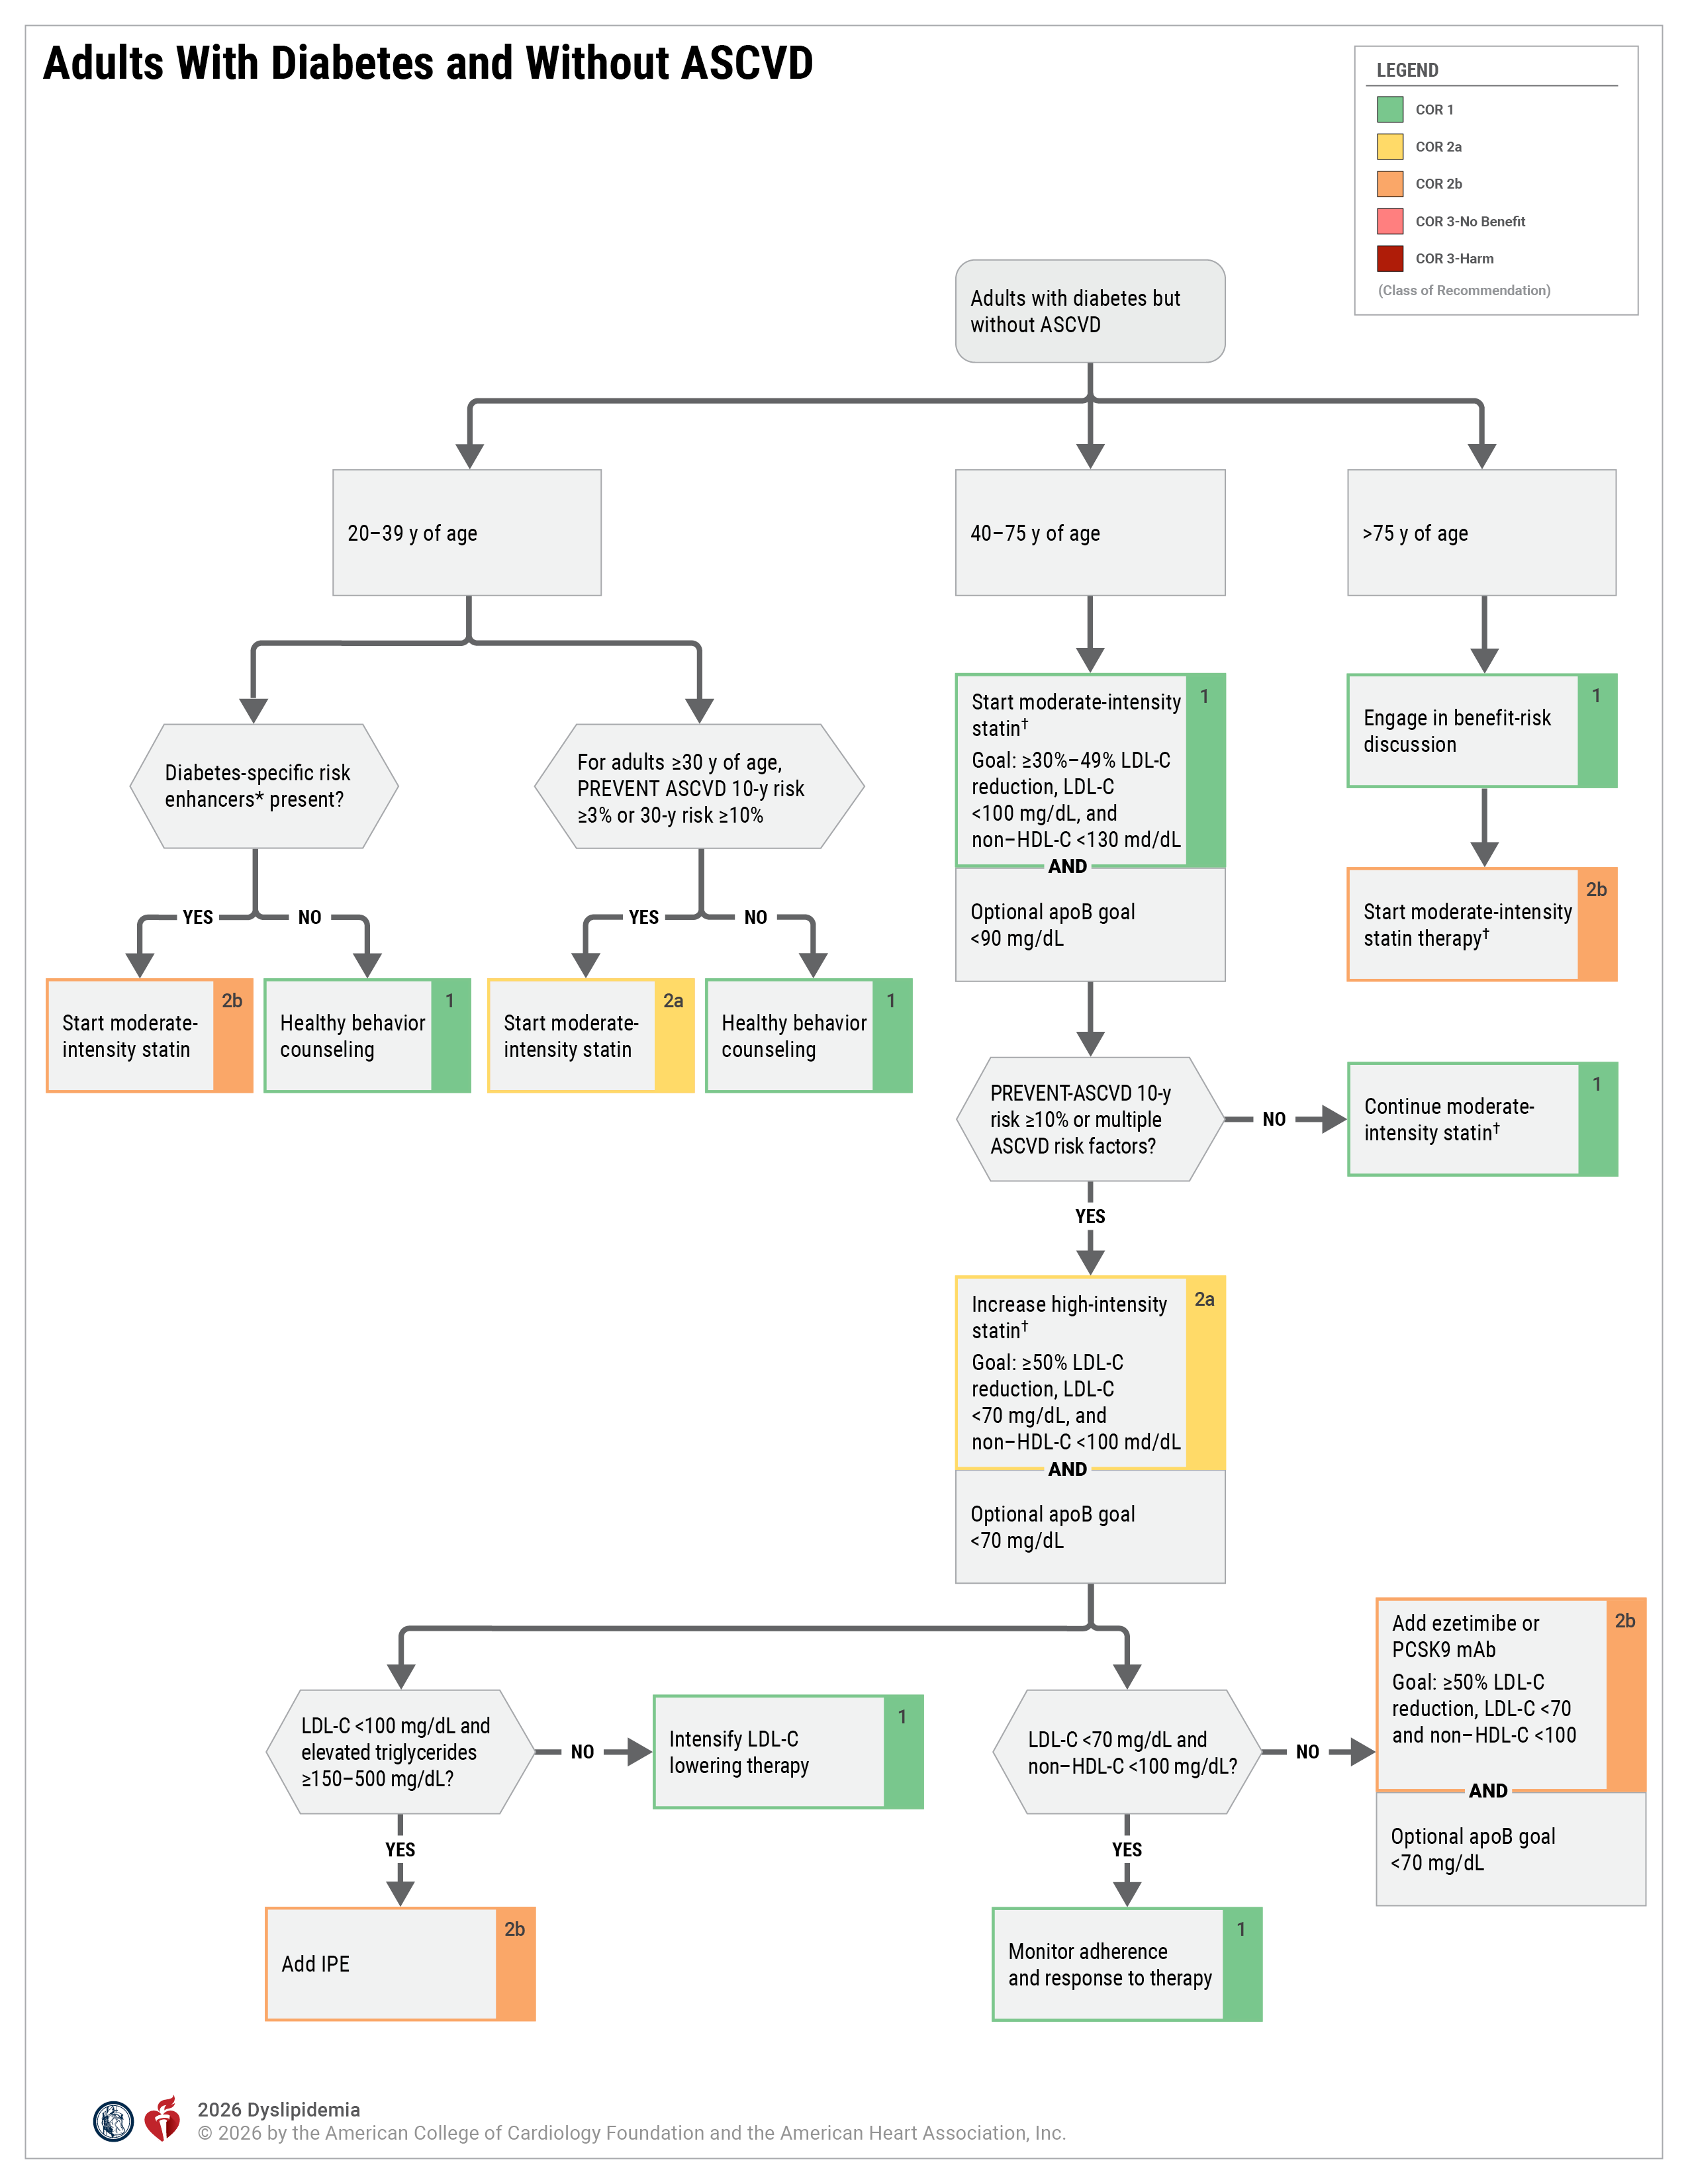 Adults With Diabetes and Without ASCVD
LEGEND
COR 1
COR 2a
COR 2b
COR 3-No Benefit
COR 3-Harm
(Class of Recommendation)
Adults with diabetes but
without ASCVD
20–39 y of age
40–75 y of age
>75 y of age
Diabetes-specific risk
enhancers* present?
For adults ≥30 y of age,
PREVENT ASCVD 10-y risk
≥3% or 30-y risk ≥10%
YES
NO
YES
NO
2b
Start moderate-
intensity statin
1
Healthy behavior
counseling
2a
Start moderate-
intensity statin
1
Healthy behavior
counseling
1
Start moderate-intensity
statin†
Goal: ≥30%–49% LDL-C
reduction, LDL-C
<100 mg/dL, and
non–HDL-C <130 md/dL
AND
Optional apoB goal
<90 mg/dL
1
Engage in benefit-risk
discussion
2b
Start moderate-intensity
statin therapy†
PREVENT-ASCVD 10-y
risk ≥10% or multiple
ASCVD risk factors?
NO
1
Continue moderate-
intensity statin†
YES
2a
Increase high-intensity
statin†
Goal: ≥50% LDL-C
reduction, LDL-C
<70 mg/dL, and
non–HDL-C <100 md/dL
AND
Optional apoB goal
<70 mg/dL
LDL-C <100 mg/dL and
elevated triglycerides
≥150–500 mg/dL?
NO
1
Intensify LDL-C
lowering therapy
YES
2b
Add IPE
LDL-C <70 mg/dL and
non–HDL-C <100 mg/dL?
NO
2b
Add ezetimibe or
PCSK9 mAb
Goal: ≥50% LDL-C
reduction, LDL-C <70
and non–HDL-C <100
AND
Optional apoB goal
<70 mg/dL
YES
1
Monitor adherence
and response to therapy
2026 Dyslipidemia
© 2026 by the American College of Cardiology Foundation and the American Heart Association, Inc.